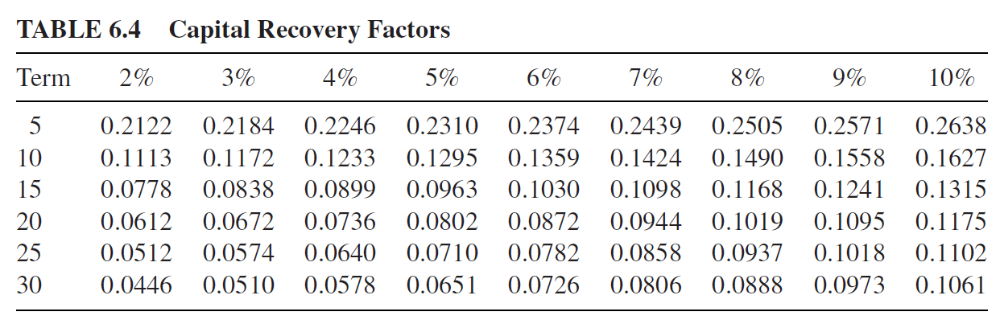 TABLE 6.4 Capital Recovery Factors
Term 2% 3% 4% 5% 6% 7% 8% 9% 10%
5 0.2122 0.2184 0.2246 0.2310 0.2374 0.2439 0.2505 0.2571 0.2638
10 0.1113 0.1172 0.1233 0.1295 0.1359 0.1424 0.1490 0.1558 0.1627
15 0.0778 0.0838 0.0899 0.0963 0.1030 0.1098 0.1168 0.1241 0.1315
20 0.0612 0.0672 0.0736 0.0802 0.0872 0.0944 0.1019 0.1095 0.1175
25 0.0512 0.0574 0.0640 0.0710 0.0782 0.0858 0.0937 0.1018 0.1102
30 0.0446 0.0510 0.0578 0.0651 0.0726 0.0806 0.0888 0.0973 0.1061